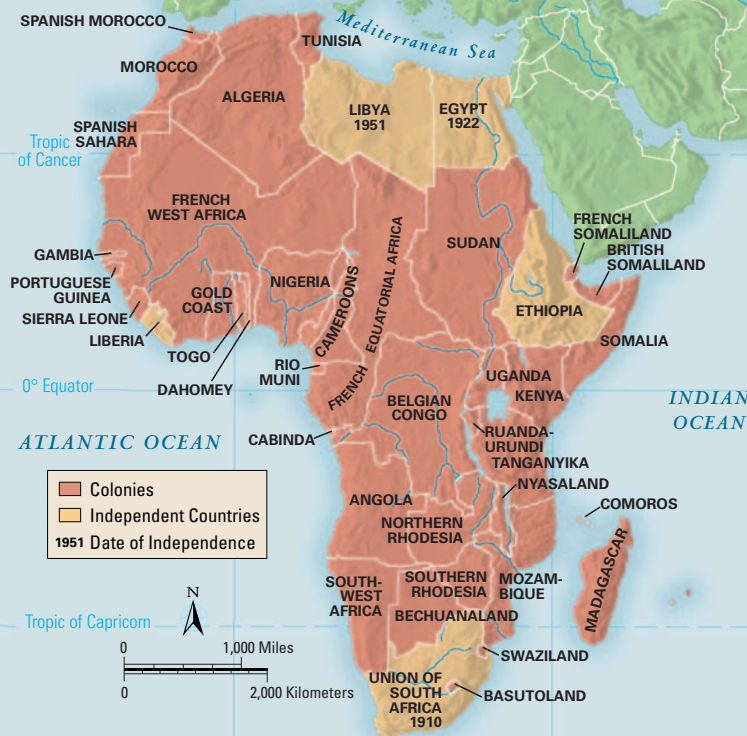 SPANISH MOROCCO
Mediterranean Sea
TUNISIA
MOROCCO
ALGERIA
LIBYA
1951
EGYPT
1922
SPANISH
SAHARA
Tropic
of Cancer
FRENCH
WEST AFRICA
FRENCH
SOMALILAND
BRITISH
SOMALILAND
SUDAN
GAMBIA
PORTUGUESE
GUINEA
SIERRA LEONE
LIBERIA
GOLD
COAST
NIGERIA
CAMEROONS
FRENCH EQUATORIAL AFRICA
ETHIOPIA
SOMALIA
TOGO
DAHOMEY
RIO
MUNI
0° Equator
UGANDA
KENYA
INDIAN
OCEAN
BELGIAN
CONGO
ATLANTIC OCEAN
CABINDA
RUANDA-
URUNDI
TANGANYIKA
NYASALAND
COMOROS
Colonies
Independent Countries
1951 Date of Independence
ANGOLA
NORTHERN
RHODESIA
SOUTH-
WEST
AFRICA
SOUTHERN
RHODESIA
MOZAM-
BIQUE
MADAGASCAR
BECHUANALAND
Tropic of Capricorn
N
0 1,000 Miles
0 2,000 Kilometers
SWAZILAND
UNION OF
SOUTH
AFRICA
1910
BASUTOLAND